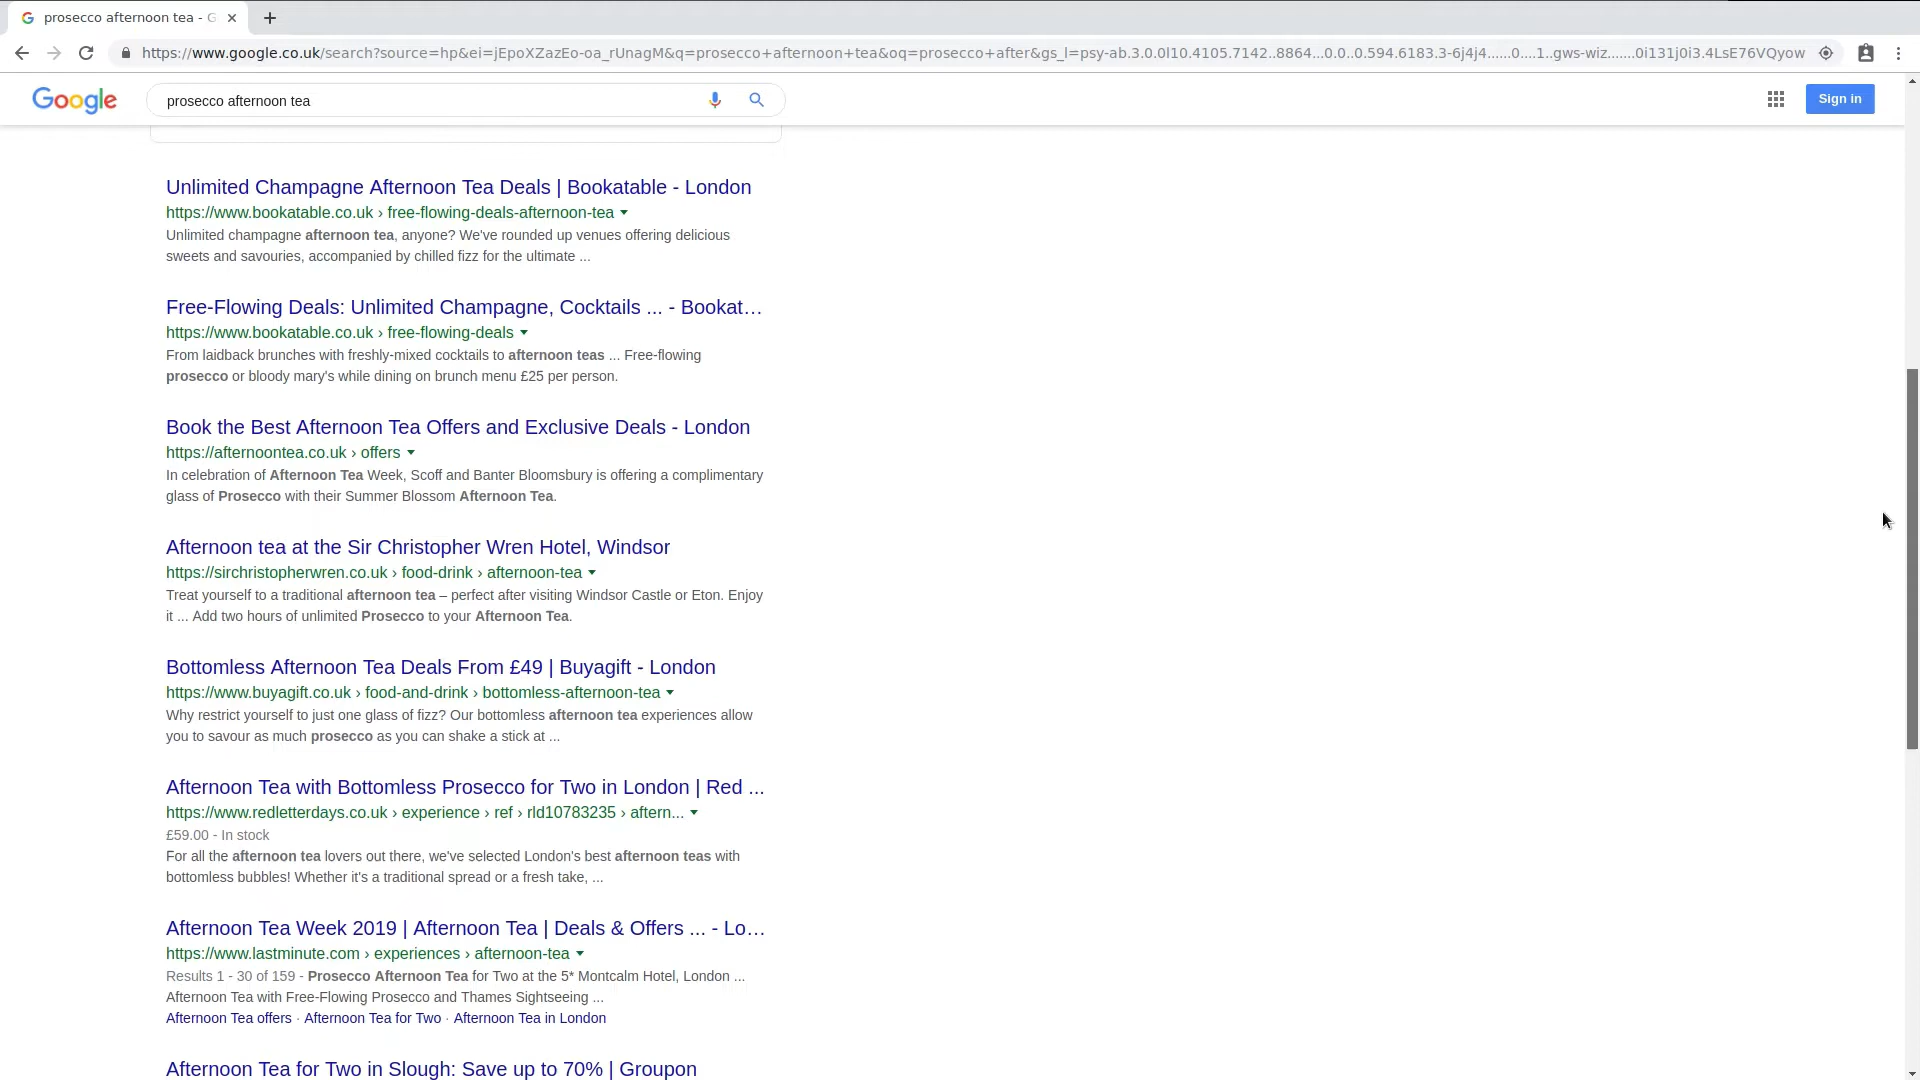 prosecco afternoon tea - G
https://www.google.co.uk/search?source=hp&ei=jEpoXZazEo-oa_rUnagM&q=prosecco+afternoon+tea&oq=prosecco+after&gs_l=psy-ab.3.0.0l10.4105.7142..8864...0.0..0.594.6183.3-6j4j4......0....1..gws-wiz.......0i131j0i3.4LsE76VQyow
Google
prosecco afternoon tea
Sign in
Unlimited Champagne Afternoon Tea Deals | Bookatable - London
https://www.bookatable.co.uk › free-flowing-deals-afternoon-tea
Unlimited champagne afternoon tea, anyone? We've rounded up venues offering delicious
sweets and savouries, accompanied by chilled fizz for the ultimate ...
Free-Flowing Deals: Unlimited Champagne, Cocktails ... - Bookat…
https://www.bookatable.co.uk › free-flowing-deals
From laidback brunches with freshly-mixed cocktails to afternoon teas ... Free-flowing
prosecco or bloody mary's while dining on brunch menu £25 per person.
Book the Best Afternoon Tea Offers and Exclusive Deals - London
https://afternoontea.co.uk › offers
In celebration of Afternoon Tea Week, Scoff and Banter Bloomsbury is offering a complimentary
glass of Prosecco with their Summer Blossom Afternoon Tea.
Afternoon tea at the Sir Christopher Wren Hotel, Windsor
https://sirchristopherwren.co.uk › food-drink › afternoon-tea
Treat yourself to a traditional afternoon tea – perfect after visiting Windsor Castle or Eton. Enjoy
it ... Add two hours of unlimited Prosecco to your Afternoon Tea.
Bottomless Afternoon Tea Deals From £49 | Buyagift - London
https://www.buyagift.co.uk › food-and-drink › bottomless-afternoon-tea
Why restrict yourself to just one glass of fizz? Our bottomless afternoon tea experiences allow
you to savour as much prosecco as you can shake a stick at ...
Afternoon Tea with Bottomless Prosecco for Two in London | Red ...
https://www.redletterdays.co.uk › experience › ref › rld10783235 › aftern...
£59.00 - In stock
For all the afternoon tea lovers out there, we've selected London's best afternoon teas with
bottomless bubbles! Whether it's a traditional spread or a fresh take, ...
Afternoon Tea Week 2019 | Afternoon Tea | Deals & Offers ... - Lo…
https://www.lastminute.com › experiences › afternoon-tea
Results 1 - 30 of 159 - Prosecco Afternoon Tea for Two at the 5* Montcalm Hotel, London ...
Afternoon Tea with Free-Flowing Prosecco and Thames Sightseeing ...
Afternoon Tea offers · Afternoon Tea for Two · Afternoon Tea in London
Afternoon Tea for Two in Slough: Save up to 70% | Groupon